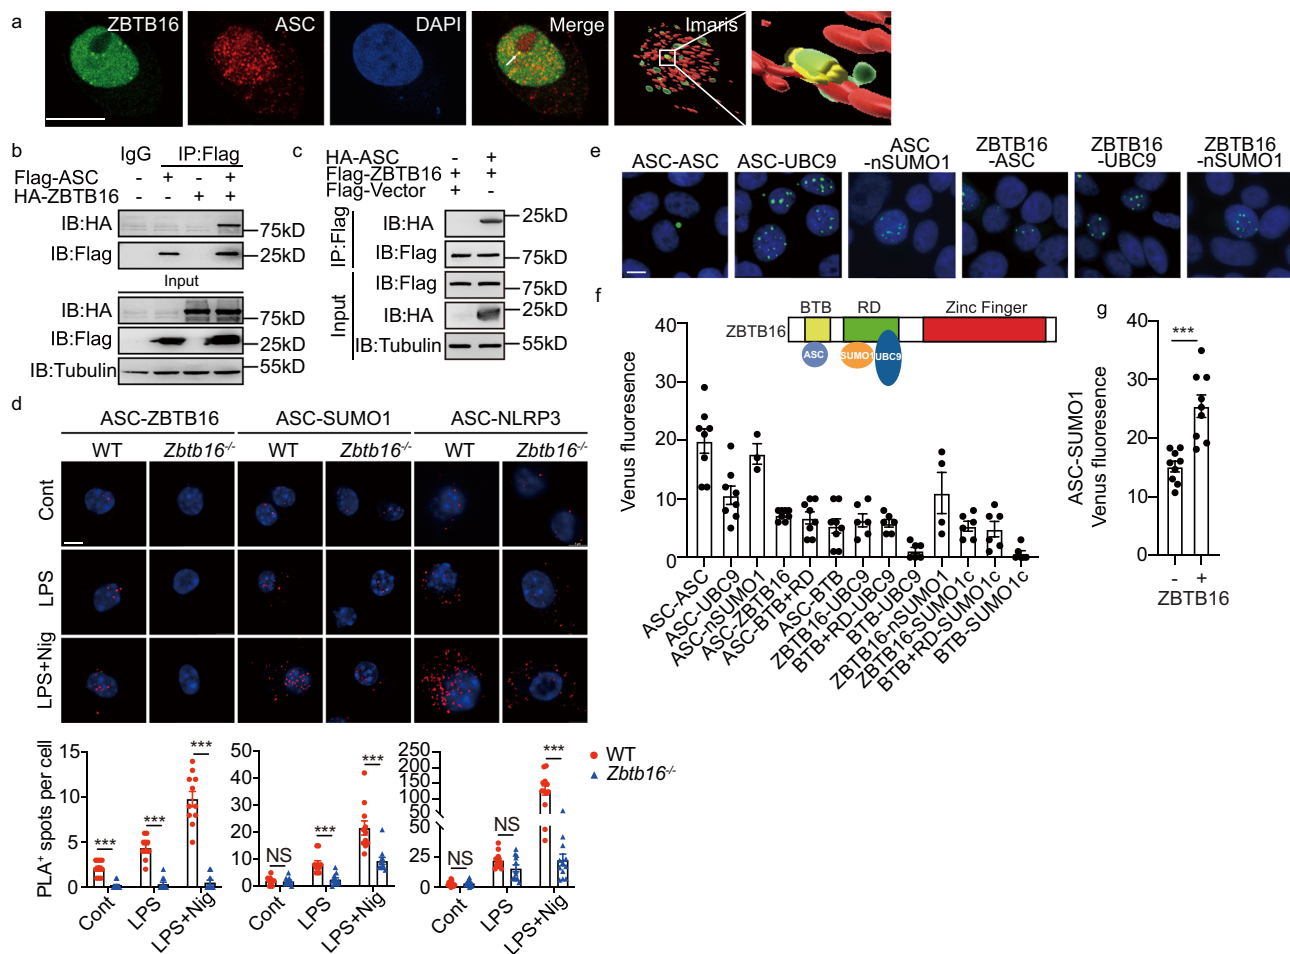 a
ZBTB16
ASC
DAPI
Merge
Imaris
b
IgG
IP:Flag
Flag-ASC - + - +
HA-ZBTB16 - - + +
IB:HA
75kD
IB:Flag
25kD
Input
IB:HA
75kD
IB:Flag
25kD
IB:Tubulin
55kD
c
HA-ASC - +
Flag-ZBTB16 + +
Flag-Vector + -
IP:Flag
IB:HA
25kD
IB:Flag
75kD
Input
IB:Flag
75kD
IB:HA
25kD
IB:Tubulin
55kD
d
ASC-ZBTB16
ASC-SUMO1
ASC-NLRP3
WT
Zbtb16-/-
WT
Zbtb16-/-
WT
Zbtb16-/-
Cont
LPS
LPS+Nig
PLA+ spots per cell
15
10
5
0
***
***
***
Cont
LPS
LPS+Nig
50
40
30
20
10
0
NS
***
***
Cont
LPS
LPS+Nig
250
200
150
100
50
50
25
0
NS
NS
***
Cont
LPS
LPS+Nig
WT
Zbtb16-/-
e
ASC-ASC
ASC-UBC9
ASC
-nSUMO1
ZBTB16
-ASC
ZBTB16
-UBC9
ZBTB16
-nSUMO1
f
Venus fluoresence
40
30
20
10
0
ZBTB16
BTB
RD
Zinc Finger
ASC
SUMO1
UBC9
ASC-ASC
ASC-UBC9
ASC-nSUMO1
ASC-ZBTB16
ASC-BTB+RD
ASC-BTB
ZBTB16-UBC9
BTB+RD-UBC9
BTB-UBC9
ZBTB16-nSUMO1
ZBTB16-SUMO1c
BTB+RD-SUMO1c
BTB-SUMO1c
g
ASC-SUMO1
Venus fluoresence
40
30
20
10
0
***
- +
ZBTB16